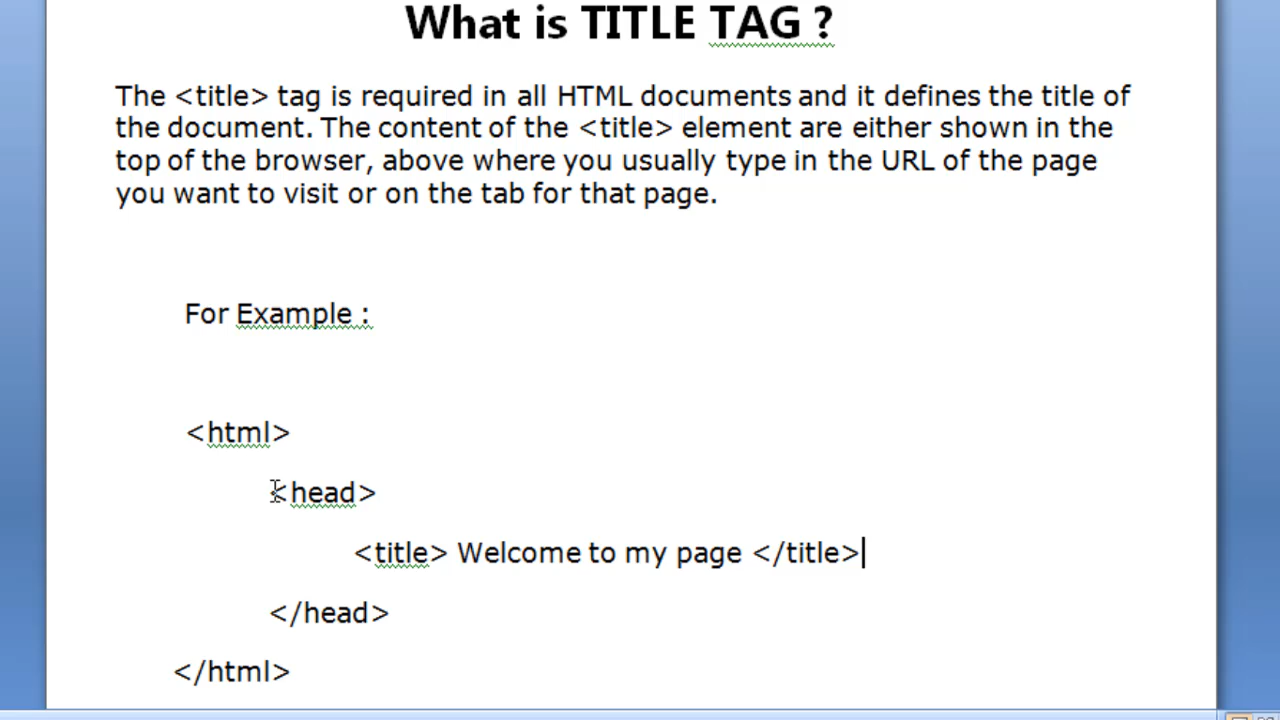 What is TITLE TAG ?
The <title> tag is required in all HTML documents and it defines the title of
the document. The content of the <title> element are either shown in the
top of the browser, above where you usually type in the URL of the page
you want to visit or on the tab for that page.
For Example :
<html>
<head>
<title> Welcome to my page </title>
</head>
</html>